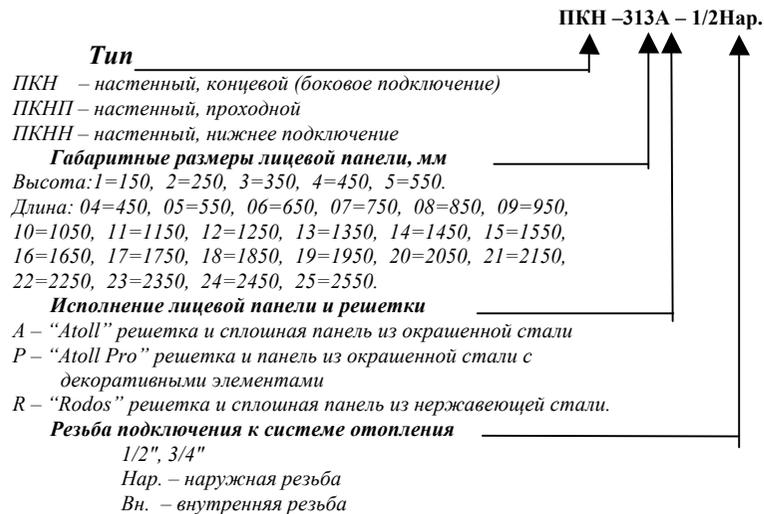 ПКН –313А – 1/2Нар.
Тип
ПКН – настенный, концевой (боковое подключение)
ПКНП – настенный, проходной
ПКНН – настенный, нижнее подключение
Габаритные размеры лицевой панели, мм
Высота:1=150, 2=250, 3=350, 4=450, 5=550.
Длина: 04=450, 05=550, 06=650, 07=750, 08=850, 09=950,
10=1050, 11=1150, 12=1250, 13=1350, 14=1450, 15=1550,
16=1650, 17=1750, 18=1850, 19=1950, 20=2050, 21=2150,
22=2250, 23=2350, 24=2450, 25=2550.
Исполнение лицевой панели и решетки
А – “Atoll” решетка и сплошная панель из окрашенной стали
P – “Atoll Pro” решетка и панель из окрашенной стали с
декоративными элементами
R – “Rodos” решетка и сплошная панель из нержавеющей стали.
Резьба подключения к системе отопления
1/2", 3/4"
Нар. – наружная резьба
Вн. – внутренняя резьба